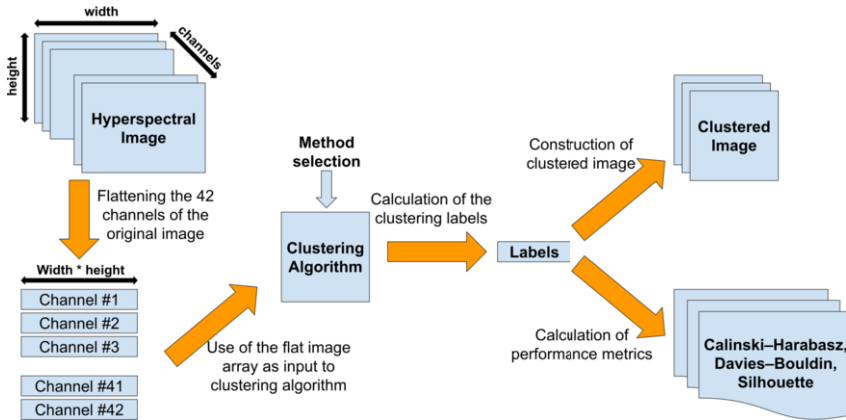 width
height
channels
Hyperspectral
Image
Flattening the 42
channels of the
original image
Width * height
Channel #1
Channel #2
Channel #3
Channel #41
Channel #42
Use of the flat image
array as input to
clustering algorithm
Method
selection
Clustering
Algorithm
Calculation of the
clustering labels
Labels
Construction of
clustered image
Clustered
Image
Calculation of
performance metrics
Calinski–Harabasz,
Davies–Bouldin,
Silhouette